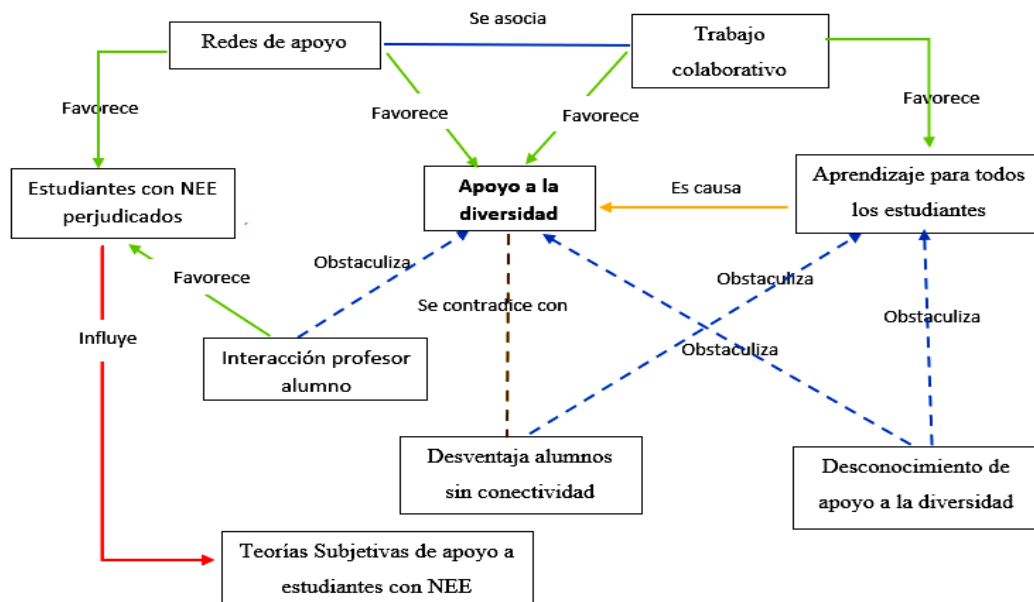 Se asocia
Redes de apoyo
Trabajo
colaborativo
Favorece
Favorece
Favorece
Favorece
Estudiantes con NEE
perjudicados
Apoyo a la
diversidad
Es causa
Aprendizaje para todos
los estudiantes
Favorece
Obstaculiza
Obstaculiza
Se contradice con
Obstaculiza
Influye
Interacción profesor
alumno
Obstaculiza
Desventaja alumnos
sin conectividad
Desconocimiento de
apoyo a la diversidad
Teorías Subjetivas de apoyo a
estudiantes con NEE